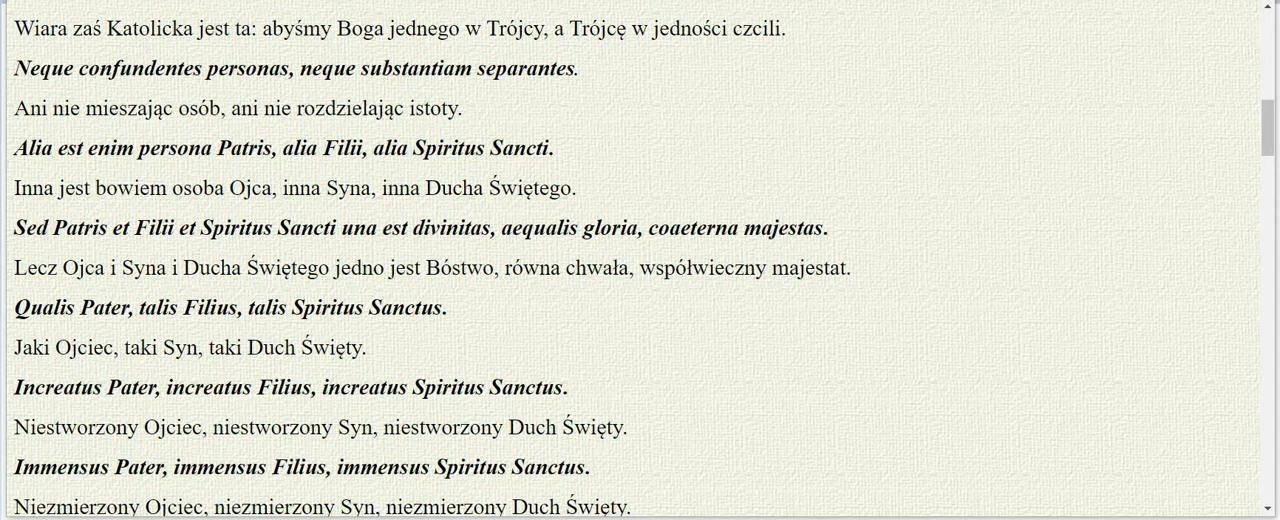 Wiara zaś Katolicka jest ta: abyśmy Boga jednego w Trójcy, a Trójcę w jedności czcili.
Neque confundentes personas, neque substantiam separantes.
Ani nie mieszając osób, ani nie rozdzielając istoty.
Alia est enim persona Patris, alia Filii, alia Spiritus Sancti.
Inna jest bowiem osoba Ojca, inna Syna, inna Ducha Świętego.
Sed Patris et Filii et Spiritus Sancti una est divinitas, aequalis gloria, coaeterna majestas.
Lecz Ojca i Syna i Ducha Świętego jedno jest Bóstwo, równa chwała, współwieczny majestat.
Qualis Pater, talis Filius, talis Spiritus Sanctus.
Jaki Ojciec, taki Syn, taki Duch Święty.
Increatus Pater, increatus Filius, increatus Spiritus Sanctus.
Niestworzony Ojciec, niestworzony Syn, niestworzony Duch Święty.
Immensus Pater, immensus Filius, immensus Spiritus Sanctus.
Niezmierzony Ojciec, niezmierzony Syn, niezmierzony Duch Święty.